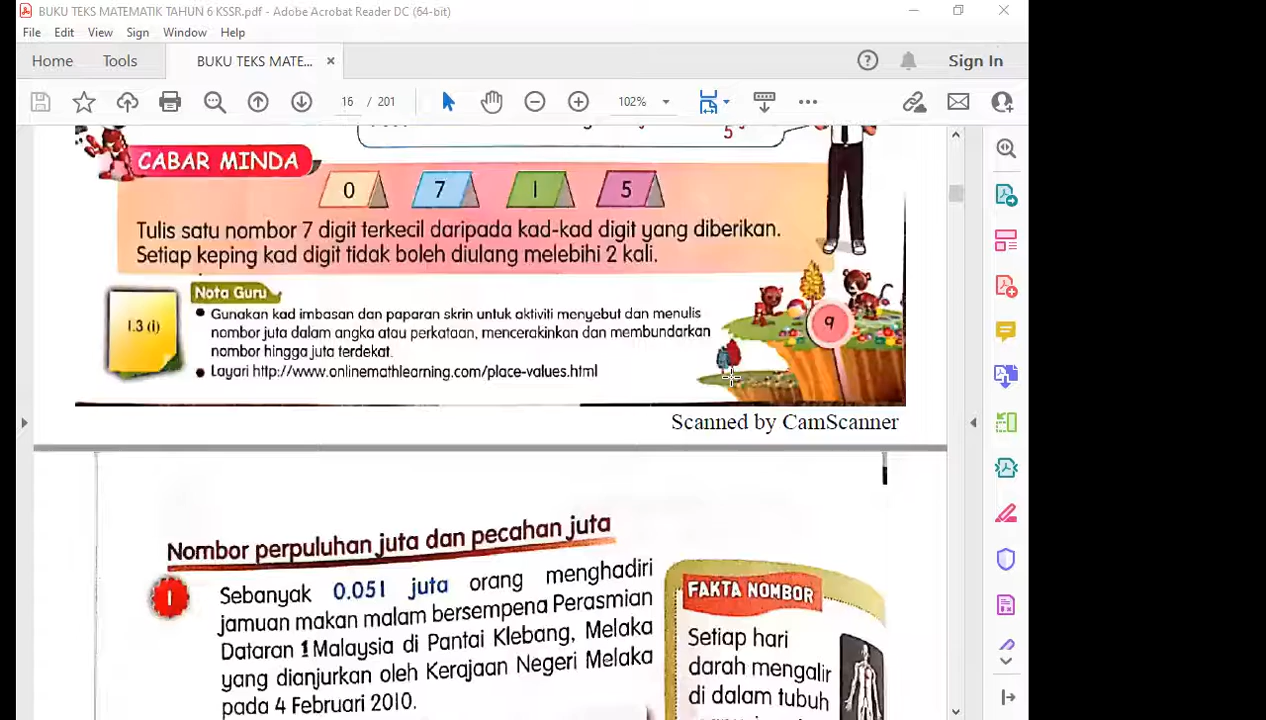 BUKU TEKS MATEMATIK TAHUN 6 KSSR.pdf - Adobe Acrobat Reader DC (64-bit)
File Edit View Sign Window Help
Home Tools BUKU TEKS MATE... × Sign In
16 / 201 102%
5
CABAR MINDA
0 7 1 5
Tulis satu nombor 7 digit terkecil daripada kad-kad digit yang diberikan.
Setiap keping kad digit tidak boleh diulang melebihi 2 kali.
Nota Guru
1.3 (i)
• Gunakan kad imbasan dan paparan skrin untuk aktiviti menyebut dan menulis
nombor juta dalam angka atau perkataan, mencerakinkan dan membundarkan
nombor hingga juta terdekat.
• Layari http://www.onlinemathlearning.com/place-values.html
9
Scanned by CamScanner
Nombor perpuluhan juta dan pecahan juta
1
Sebanyak 0.051 juta orang menghadiri
jamuan makan malam bersempena Perasmian
Dataran 1Malaysia di Pantai Klebang, Melaka
yang dianjurkan oleh Kerajaan Negeri Melaka
pada 4 Februari 2010.
FAKTA NOMBOR
Setiap hari
darah mengalir
di dalam tubuh